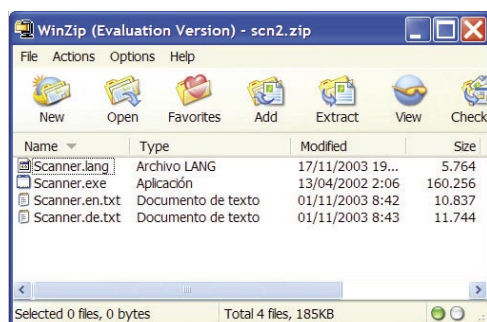 WinZip (Evaluation Version) - scn2.zip
File Actions Options Help
New Open Favorites Add Extract View Check
Name Type Modified Size
Scanner.lang Archivo LANG 17/11/2003 19... 5.764
Scanner.exe Aplicación 13/04/2002 2:06 160.256
Scanner.en.txt Documento de texto 01/11/2003 8:42 10.837
Scanner.de.txt Documento de texto 01/11/2003 8:43 11.744
Selected 0 files, 0 bytes Total 4 files, 185KB